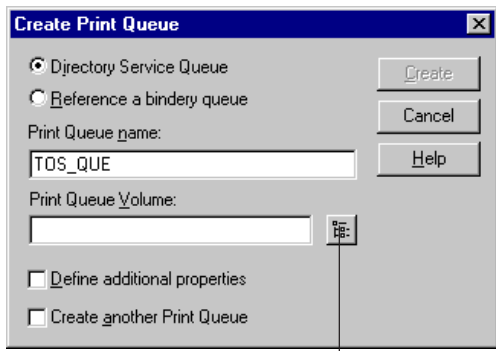 Create Print Queue
Directory Service Queue
Reference a bindery queue
Print Queue name:
TOS_QUE
Print Queue Volume:
Define additional properties
Create another Print Queue
Create
Cancel
Help